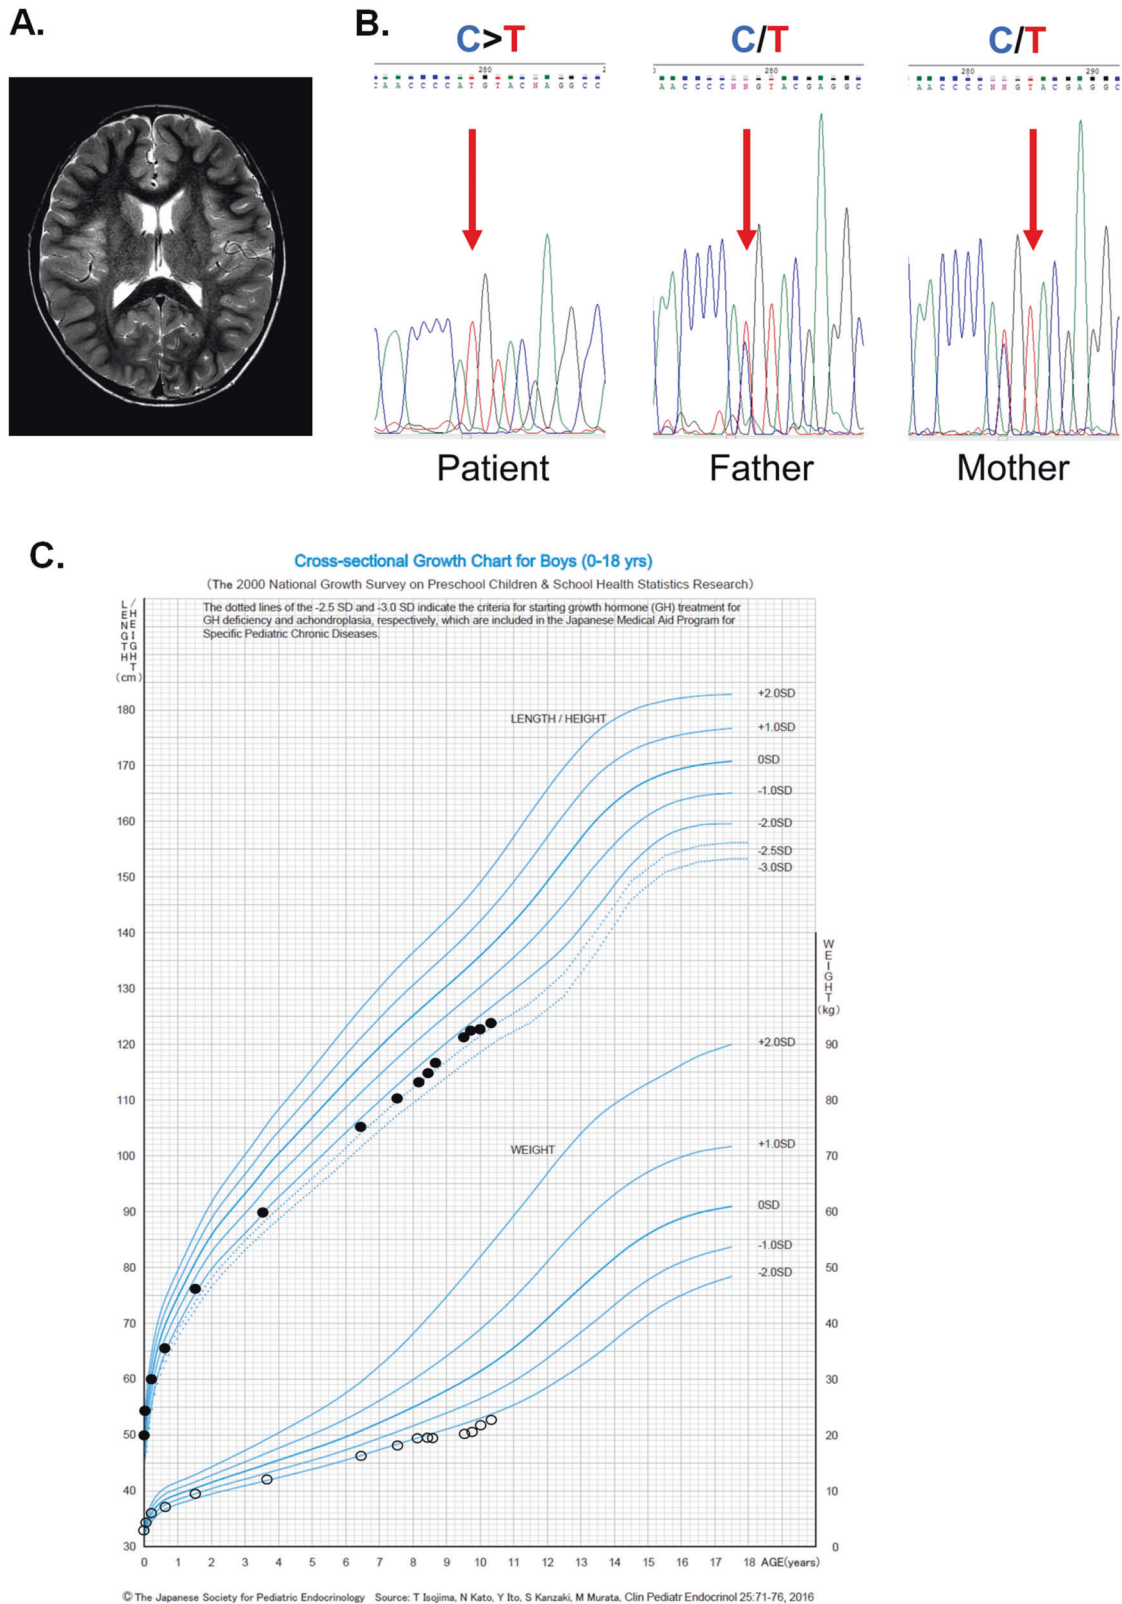 A.
B.
C>T
C/T
C/T
280
2
280
280
290
C A A C C C C A T G T A C N A G G C C
A A C C C C N N G T A C G A G G C
A A C C C C N N G T A C G A G G C
Patient
Father
Mother
C.
Cross-sectional Growth Chart for Boys (0-18 yrs)
(The 2000 National Growth Survey on Preschool Children & School Health Statistics Research)
The dotted lines of the -2.5 SD and -3.0 SD indicate the criteria for starting growth hormone (GH) treatment for
GH deficiency and achondroplasia, respectively, which are included in the Japanese Medical Aid Program for
Specific Pediatric Chronic Diseases.
LENGTH/HEIGHT
(cm)
180
170
160
150
140
130
120
110
100
90
80
70
60
50
40
30
LENGTH / HEIGHT
+2.0SD
+1.0SD
0SD
-1.0SD
-2.0SD
-2.5SD
-3.0SD
WEIGHT
(kg)
90
80
70
60
50
40
30
20
10
0
WEIGHT
+2.0SD
+1.0SD
0SD
-1.0SD
-2.0SD
0 1 2 3 4 5 6 7 8 9 10 11 12 13 14 15 16 17 18 AGE(years)
© The Japanese Society for Pediatric Endocrinology Source: T Isojima, N Kato, Y Ito, S Kanzaki, M Murata, Clin Pediatr Endocrinol 25:71-76, 2016